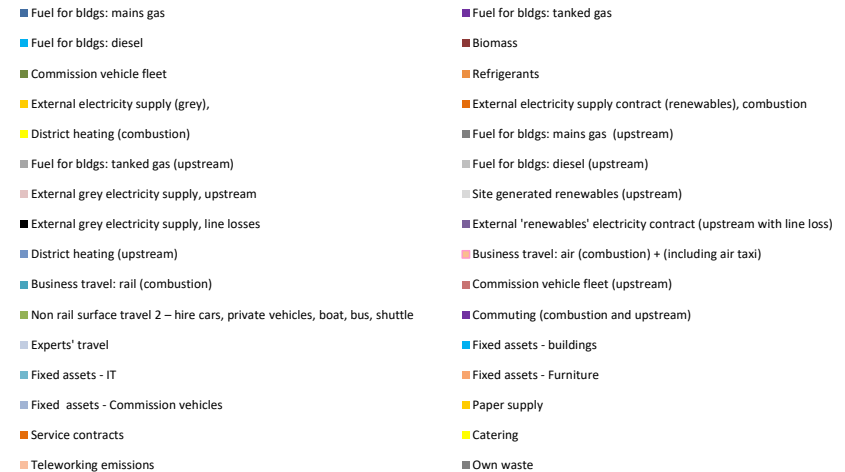 Fuel for bldgs: mains gas
Fuel for bldgs: tanked gas
Fuel for bldgs: diesel
Biomass
Commission vehicle fleet
Refrigerants
External electricity supply (grey),
External electricity supply contract (renewables), combustion
District heating (combustion)
Fuel for bldgs: mains gas (upstream)
Fuel for bldgs: tanked gas (upstream)
Fuel for bldgs: diesel (upstream)
External grey electricity supply, upstream
Site generated renewables (upstream)
External grey electricity supply, line losses
External 'renewables' electricity contract (upstream with line loss)
District heating (upstream)
Business travel: air (combustion) + (including air taxi)
Business travel: rail (combustion)
Commission vehicle fleet (upstream)
Non rail surface travel 2 – hire cars, private vehicles, boat, bus, shuttle
Commuting (combustion and upstream)
Experts' travel
Fixed assets - buildings
Fixed assets - IT
Fixed assets - Furniture
Fixed assets - Commission vehicles
Paper supply
Service contracts
Catering
Teleworking emissions
Own waste